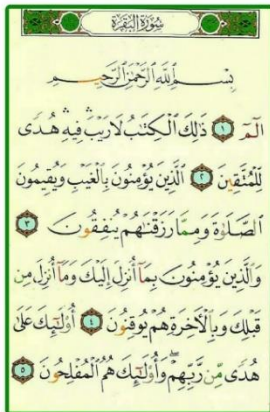 سُورَةُ البَقَرَةِ
بِسْمِ ٱللَّهِ ٱلرَّحْمَٰنِ ٱلرَّحِيمِ
الٓمٓ ١ ذَٰلِكَ ٱلْكِتَٰبُ لَا رَيْبَ ۛ فِيهِ ۛ هُدًى
لِّلْمُتَّقِينَ ٢ ٱلَّذِينَ يُؤْمِنُونَ بِٱلْغَيْبِ وَيُقِيمُونَ
ٱلصَّلَوٰةَ وَمِمَّا رَزَقْنَٰهُمْ يُنفِقُونَ ٣
وَٱلَّذِينَ يُؤْمِنُونَ بِمَآ أُنزِلَ إِلَيْكَ وَمَآ أُنزِلَ مِن
قَبْلِكَ وَبِٱلْأَخِرَةِ هُمْ يُوقِنُونَ ٤ أُو۟لَٰٓئِكَ عَلَىٰ
هُدًى مِّن رَّبِّهِمْ ۖ وَأُو۟لَٰٓئِكَ هُمُ ٱلْمُفْلِحُونَ ٥